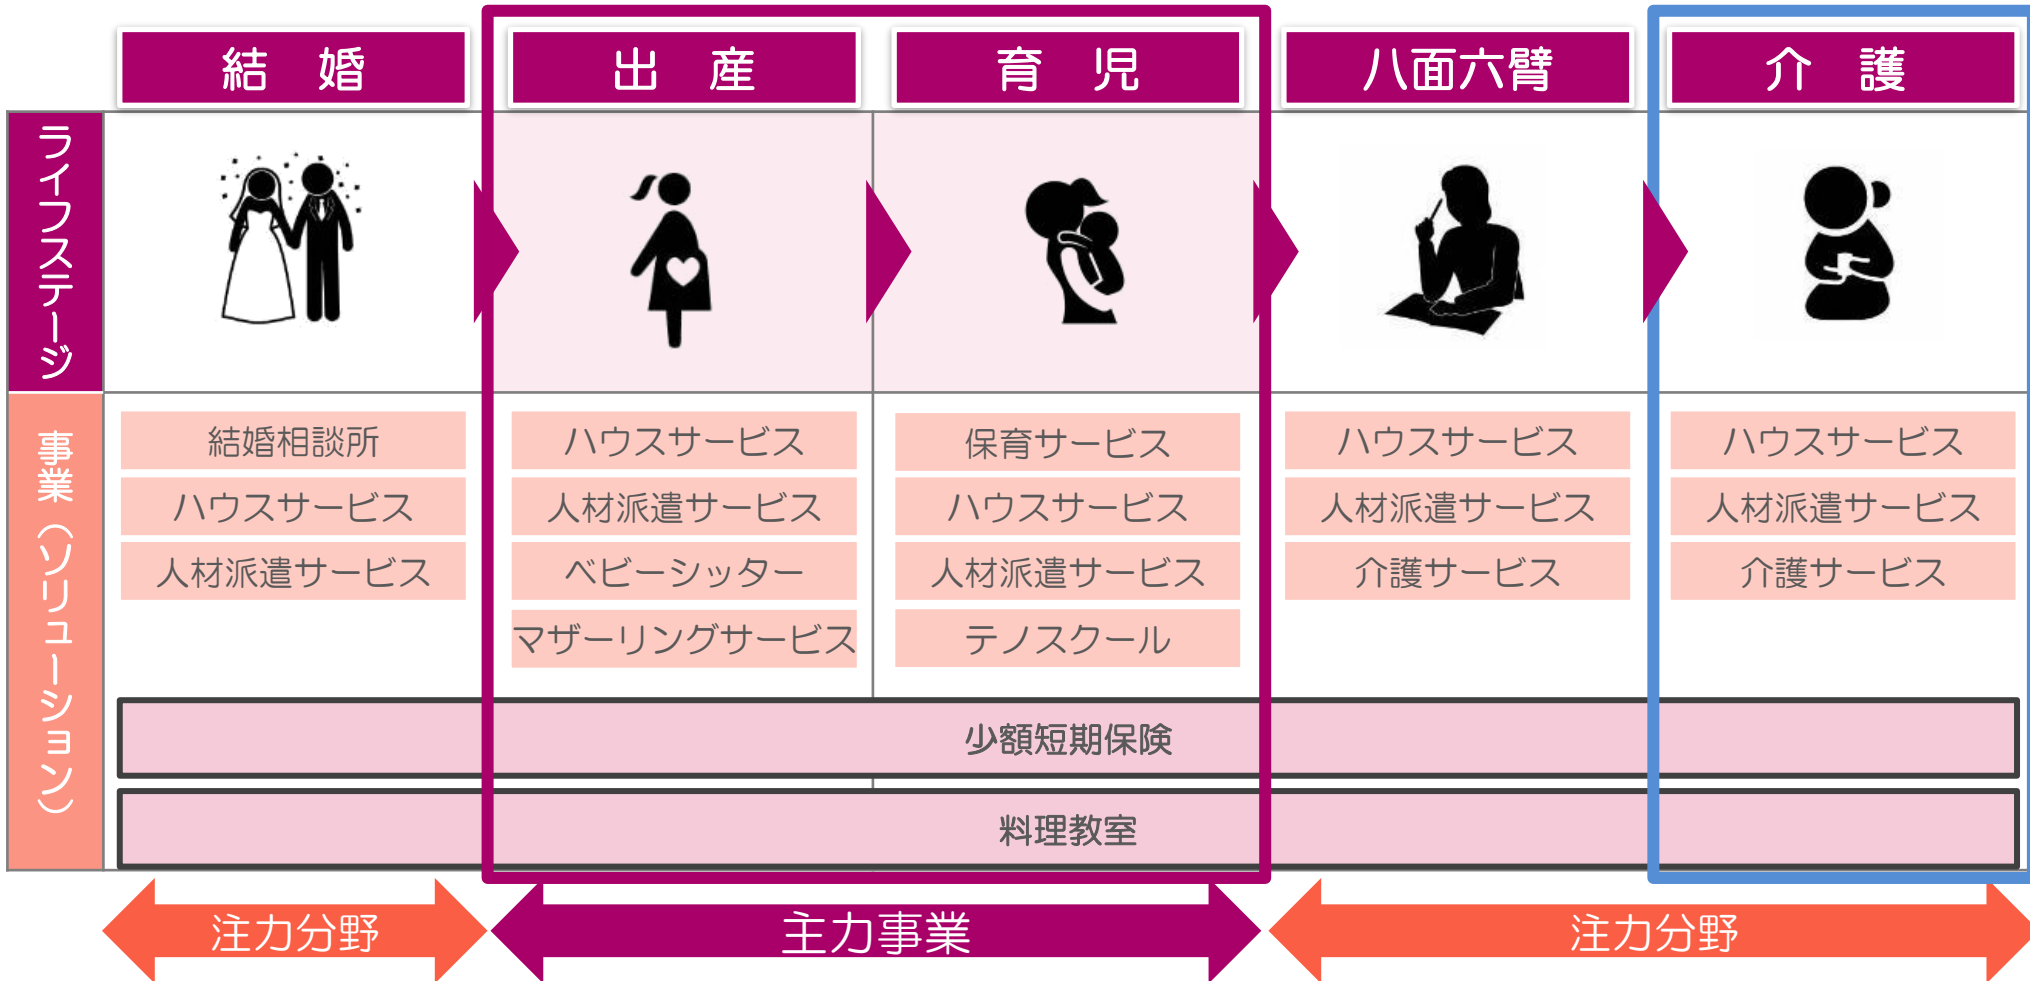 結 婚
出 産
育 児
八面六臂
介 護
ライフステージ
事業（ソリューション）
結婚相談所
ハウスサービス
人材派遣サービス
ハウスサービス
人材派遣サービス
ベビーシッター
マザーリングサービス
保育サービス
ハウスサービス
人材派遣サービス
テノスクール
ハウスサービス
人材派遣サービス
介護サービス
ハウスサービス
人材派遣サービス
介護サービス
少額短期保険
料理教室
注力分野
主力事業
注力分野